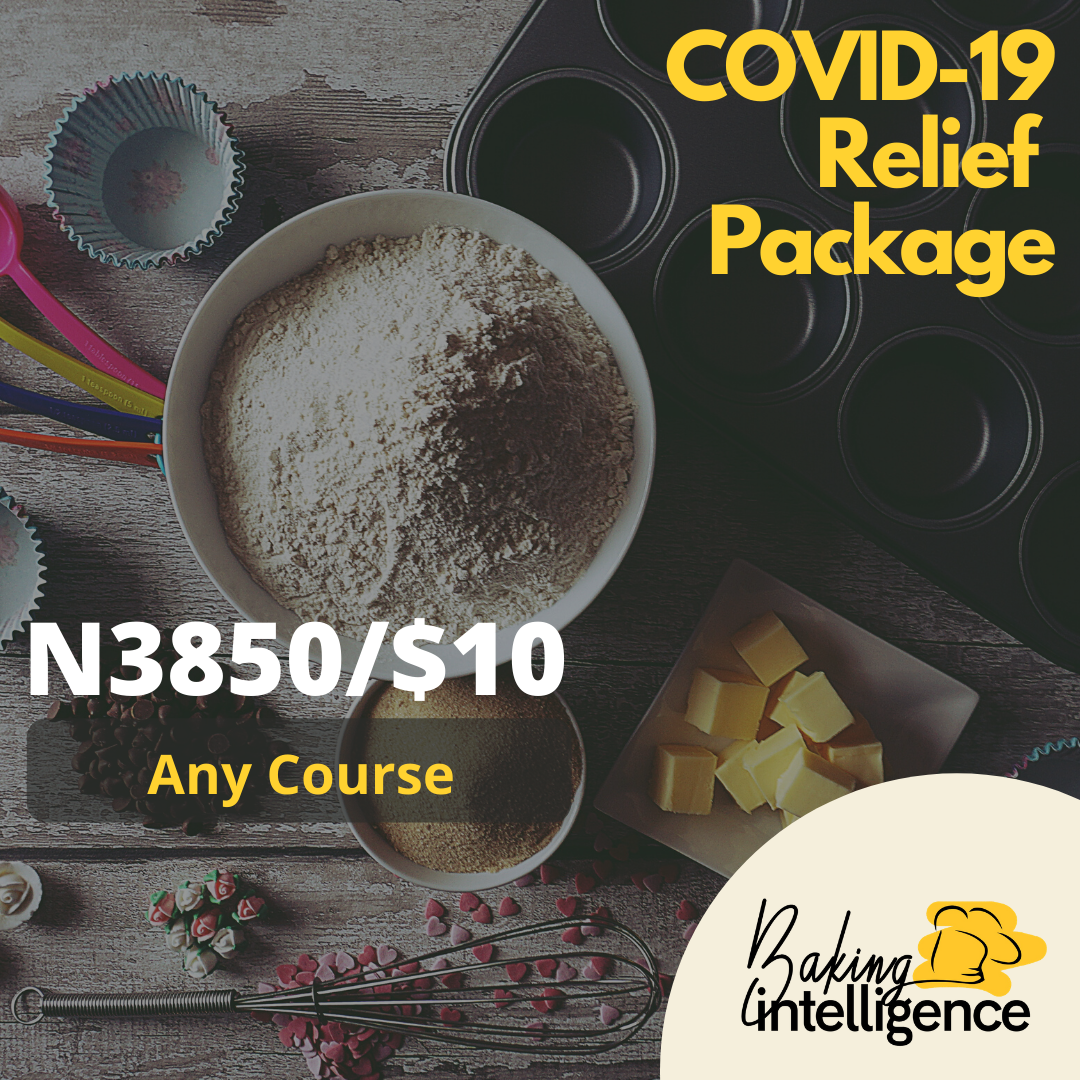 COVID-19
Relief
Package
N3850/$10
Any Course
Baking
intelligence